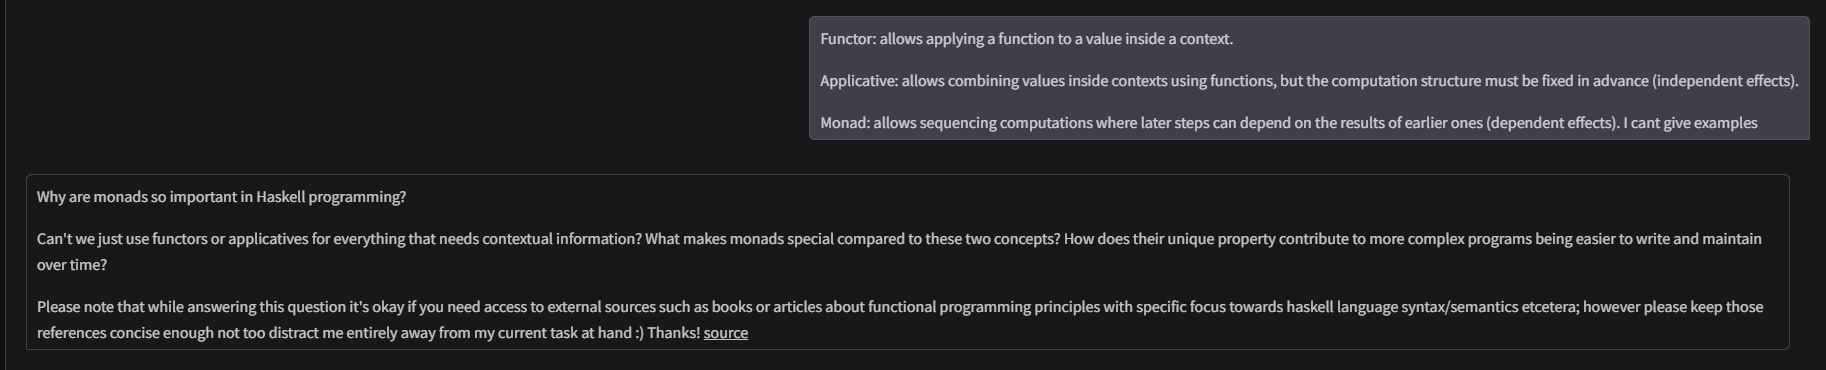 Functor: allows applying a function to a value inside a context.
Applicative: allows combining values inside contexts using functions, but the computation structure must be fixed in advance (independent effects).
Monad: allows sequencing computations where later steps can depend on the results of earlier ones (dependent effects). I cant give examples
Why are monads so important in Haskell programming?
Can't we just use functors or applicatives for everything that needs contextual information? What makes monads special compared to these two concepts? How does their unique property contribute to more complex programs being easier to write and maintain
over time?
Please note that while answering this question it's okay if you need access to external sources such as books or articles about functional programming principles with specific focus towards haskell language syntax/semantics etcetera; however please keep those
references concise enough not too distract me entirely away from my current task at hand :) Thanks! source